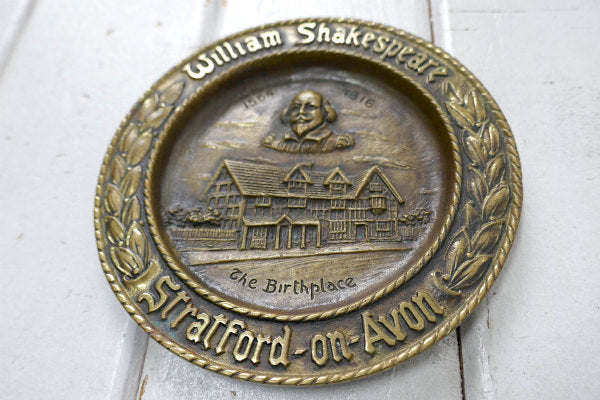 William Shakespeare
1564 1616
The Birthplace
Stratford-on-Avon